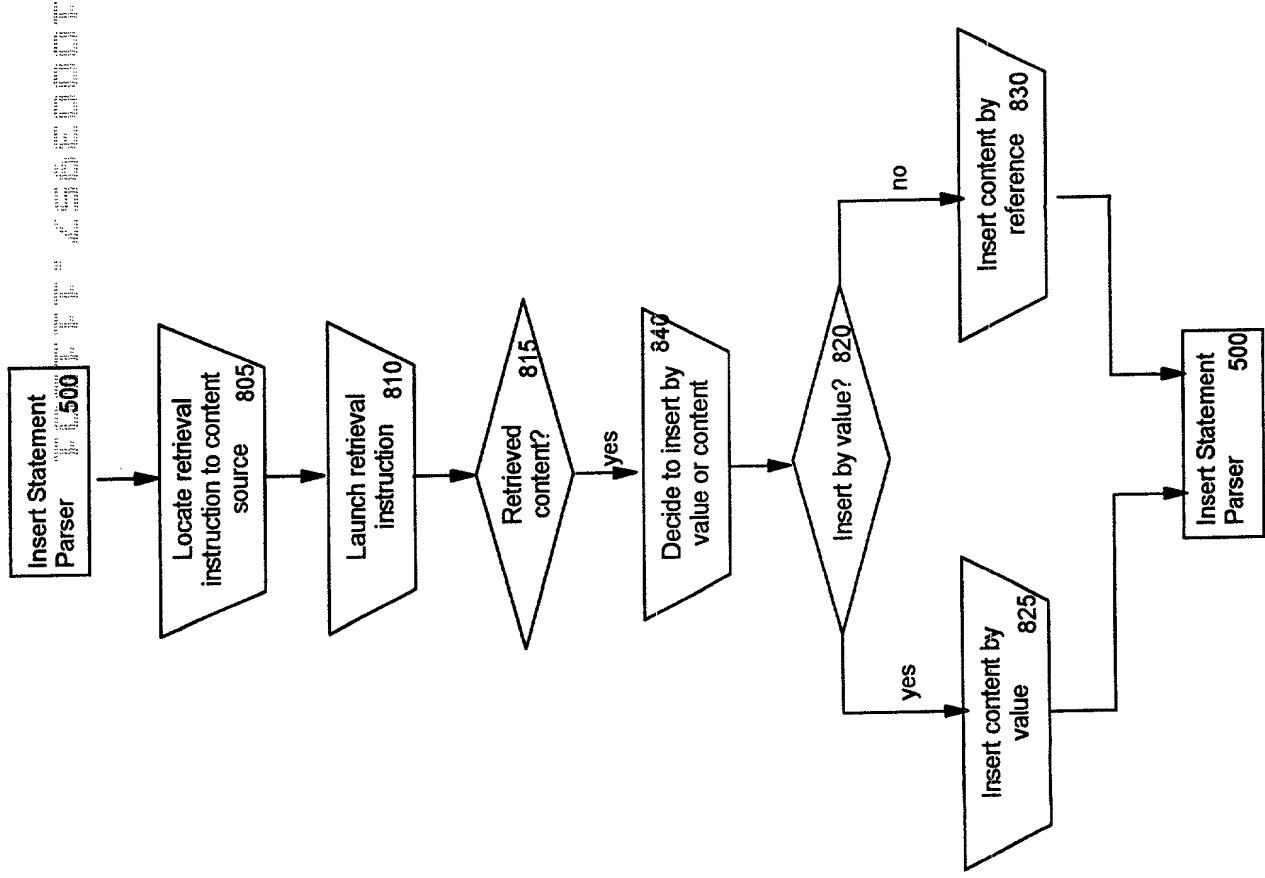 Insert Statement
Parser 500
Locate retrieval
instruction to content
source 805
Launch retrieval
instruction 810
Retrieved
content? 815
yes
Decide to insert by
value or content 840
Insert by value? 820
yes
no
Insert content by
value 825
Insert content by
reference 830
Insert Statement
Parser 500